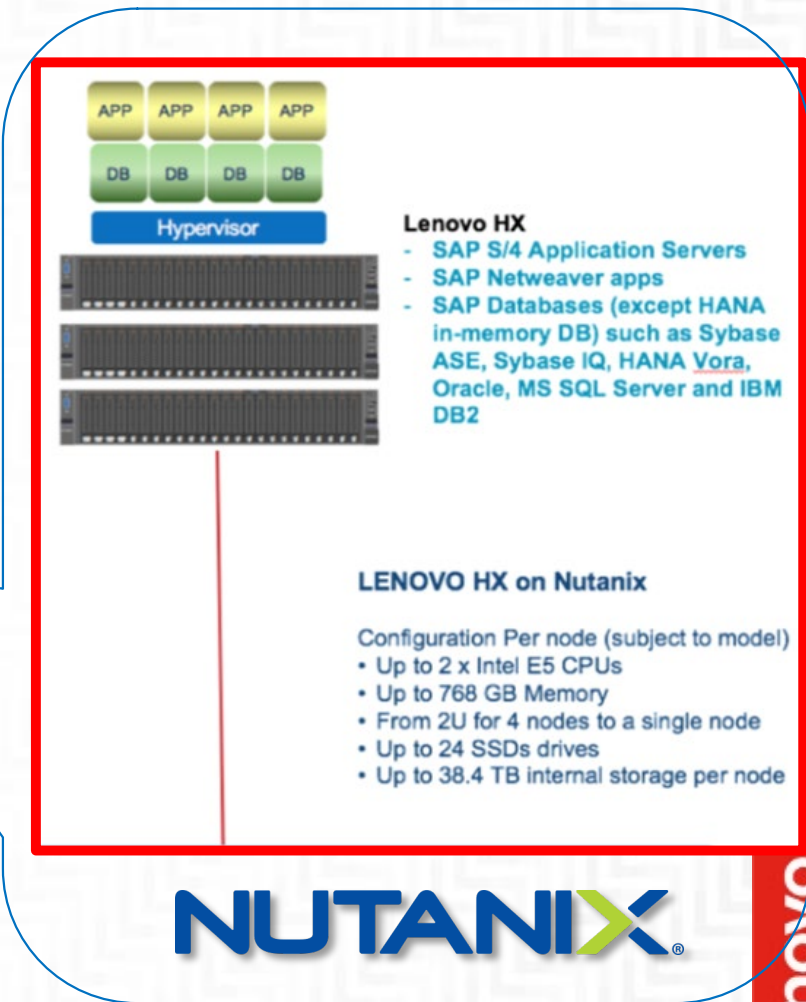 APP APP APP APP
DB DB DB DB
Hypervisor
Lenovo HX
- SAP S/4 Application Servers
- SAP Netweaver apps
- SAP Databases (except HANA
in-memory DB) such as Sybase
ASE, Sybase IQ, HANA Vora,
Oracle, MS SQL Server and IBM
DB2
LENOVO HX on Nutanix
Configuration Per node (subject to model)
• Up to 2 x Intel E5 CPUs
• Up to 768 GB Memory
• From 2U for 4 nodes to a single node
• Up to 24 SSDs drives
• Up to 38.4 TB internal storage per node
NUTANIX®